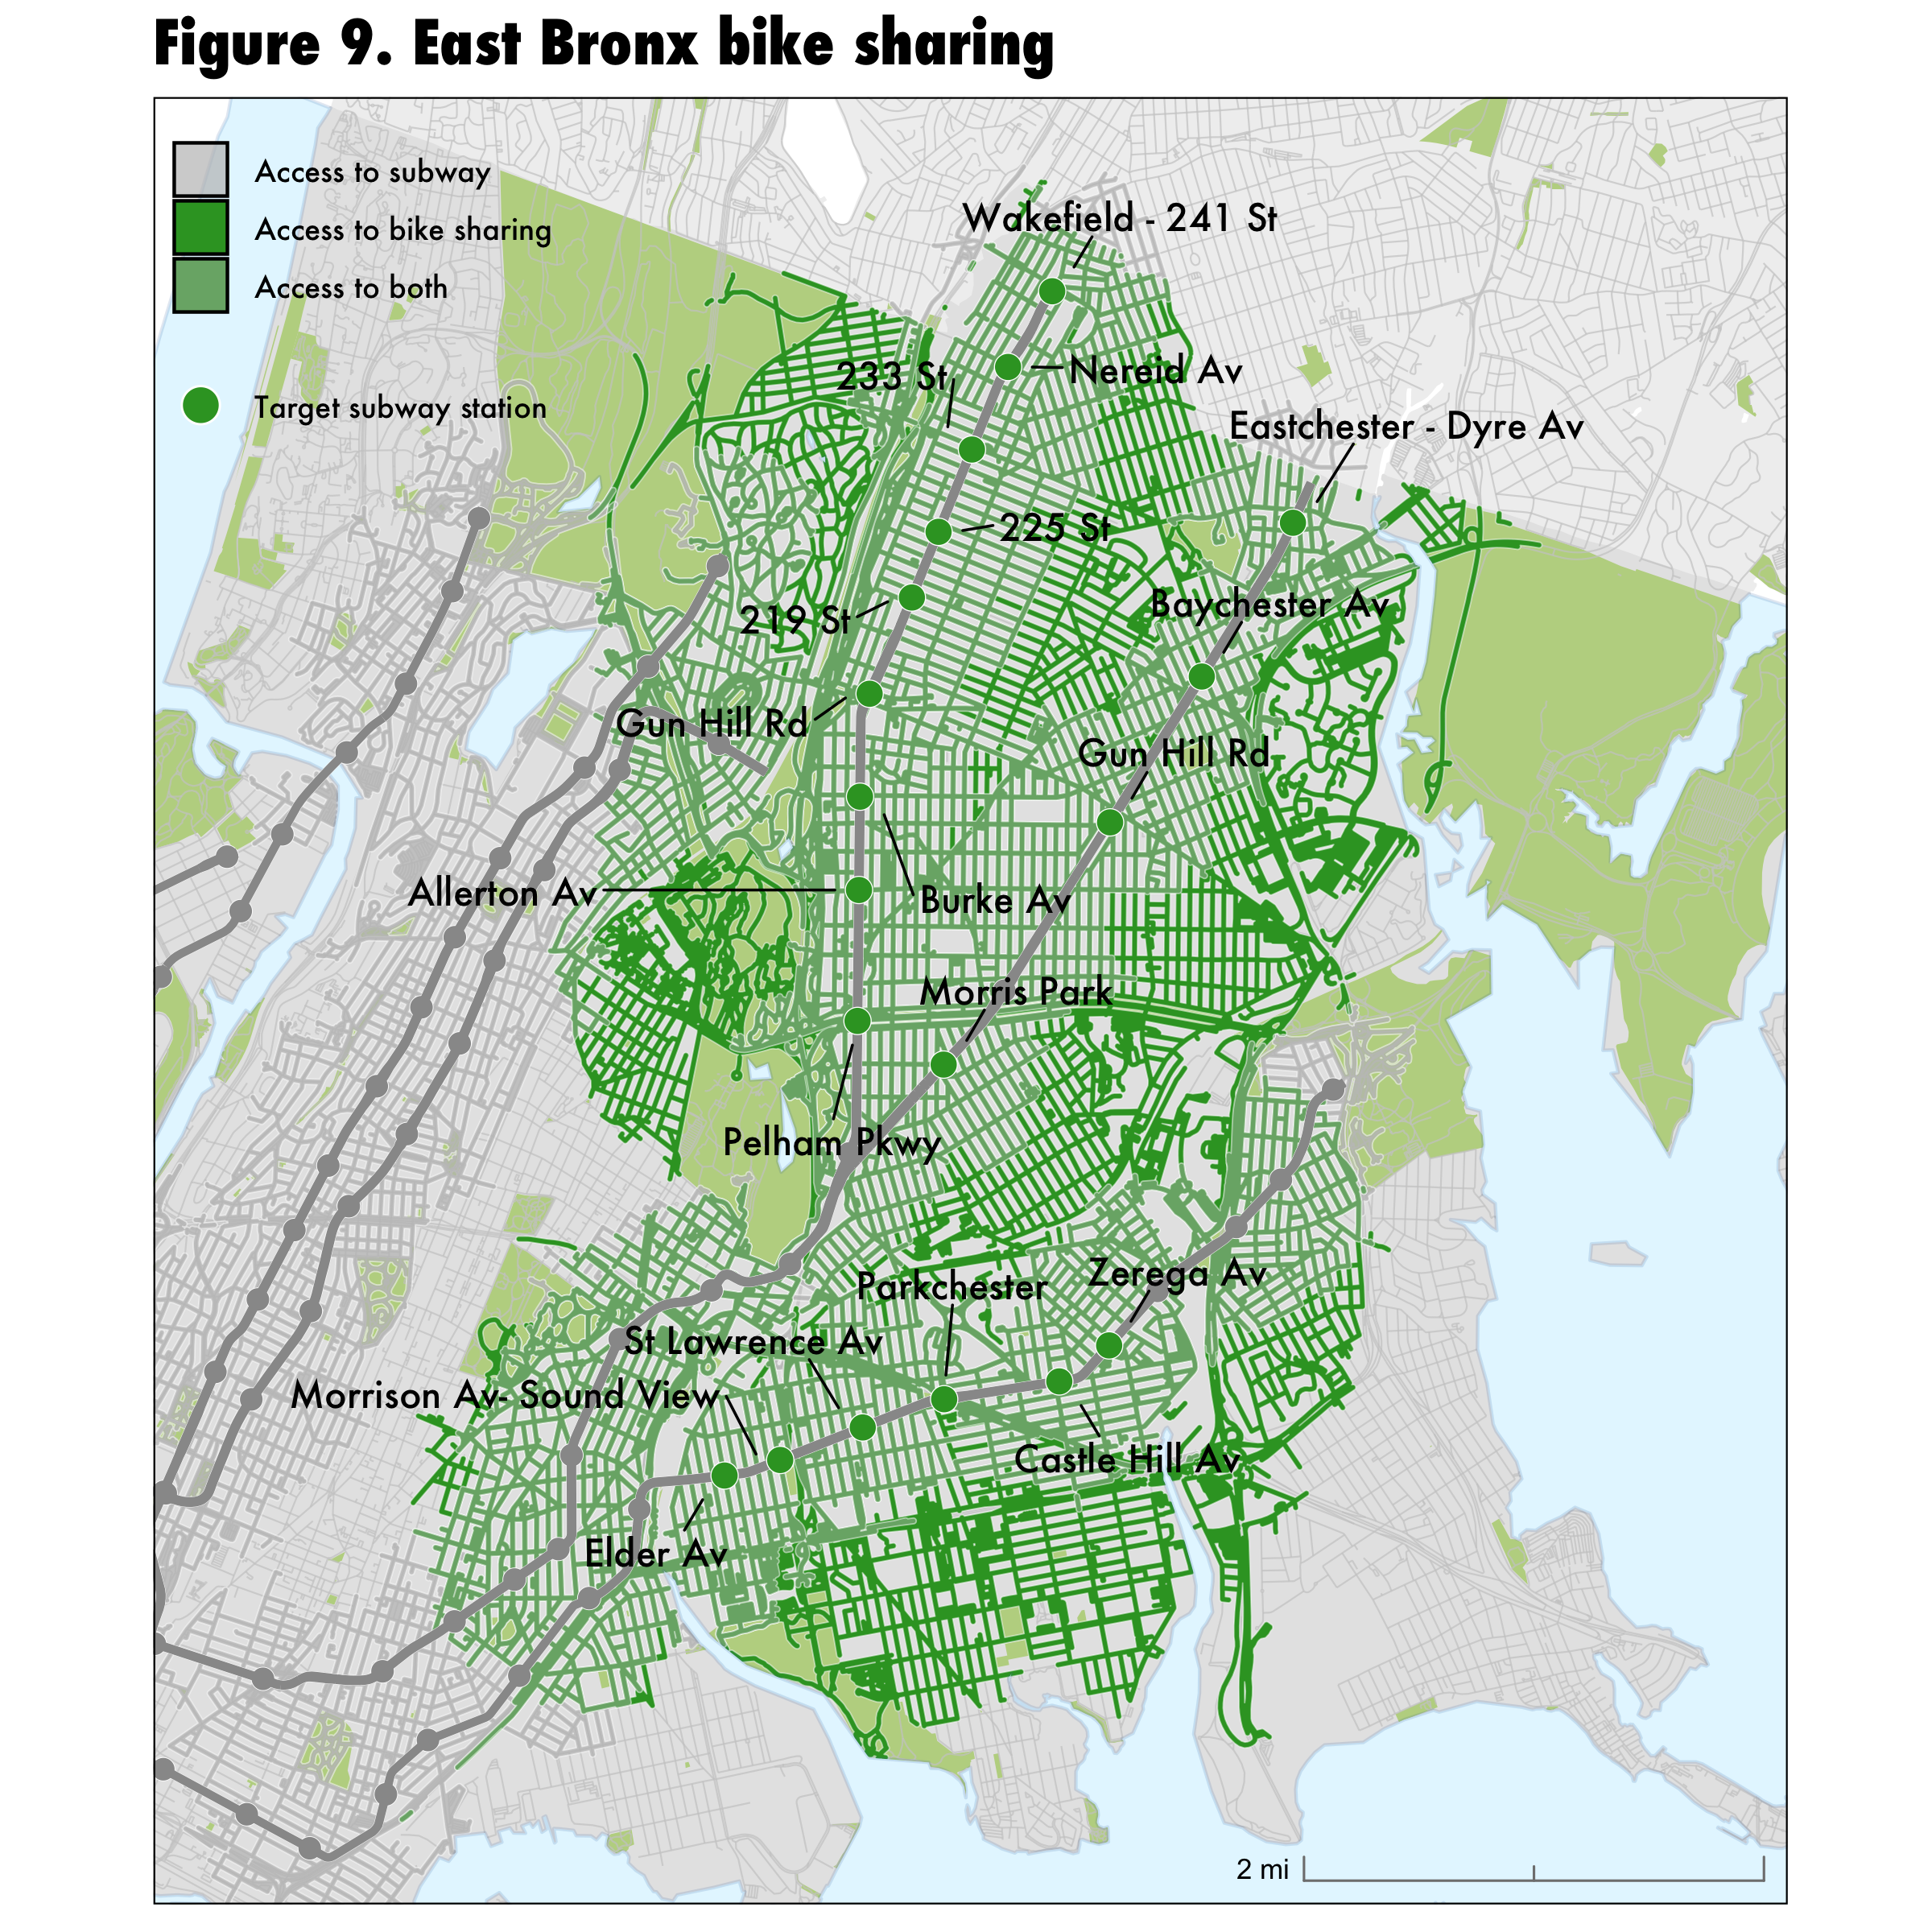 Figure 9. East Bronx bike sharing
Access to subway
Access to bike sharing
Access to both
Target subway station
Wakefield - 241 St
Nereid Av
233 St
Eastchester - Dyre Av
225 St
Baychester Av
219 St
Gun Hill Rd
Gun Hill Rd
Allerton Av
Burke Av
Morris Park
Pelham Pkwy
Zerega Av
Parkchester
St Lawrence Av
Morrison Av- Sound View
Castle Hill Av
Elder Av
2 mi